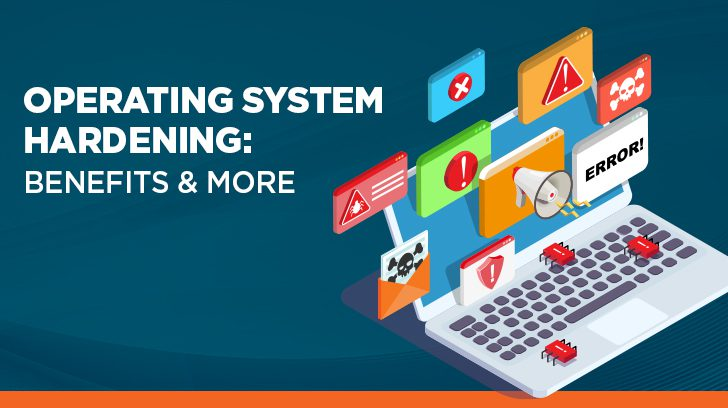 OPERATING SYSTEM
HARDENING:
BENEFITS & MORE
ERROR!